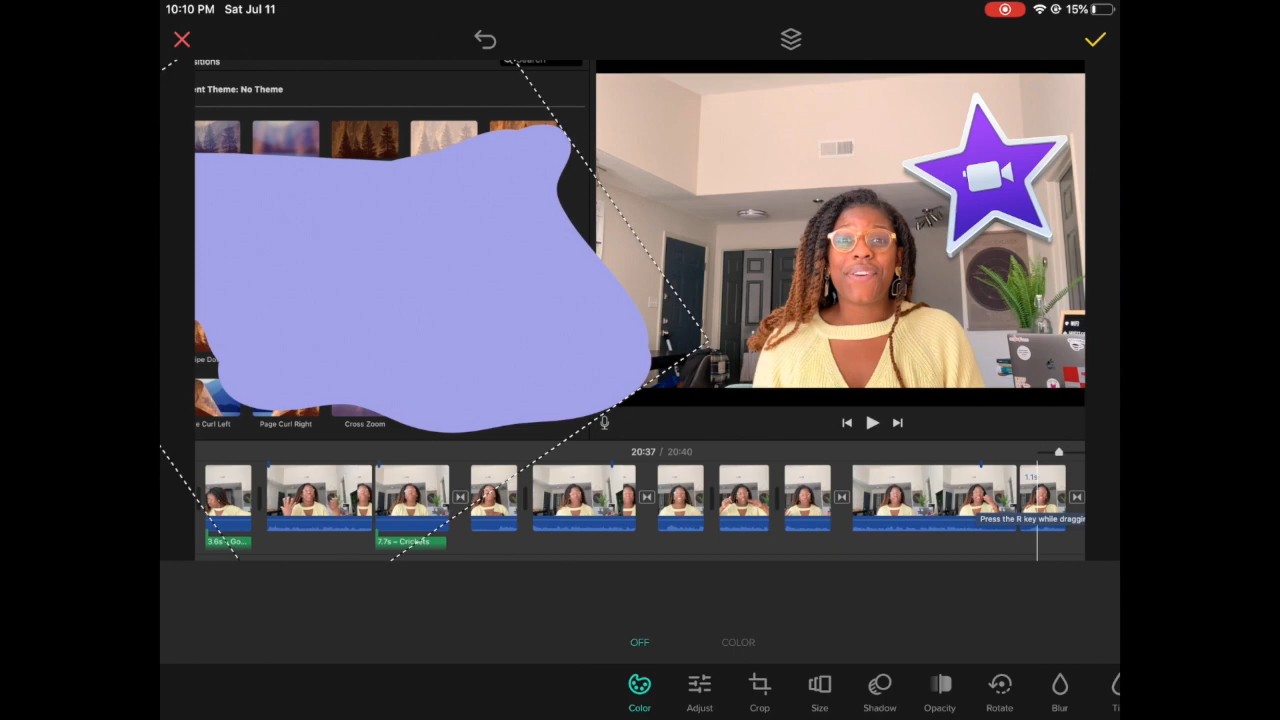 10:10 PM Sat Jul 11
15%
sitions
Search
ent Theme: No Theme
ipe Do
e Curl Left
Page Curl Right
Cross Zoom
20:37 / 20:40
1.1s
Press the R key while draggin
3.6s - Go...
7.7s - Crickets
OFF
COLOR
Color
Adjust
Crop
Size
Shadow
Opacity
Rotate
Blur
Ti